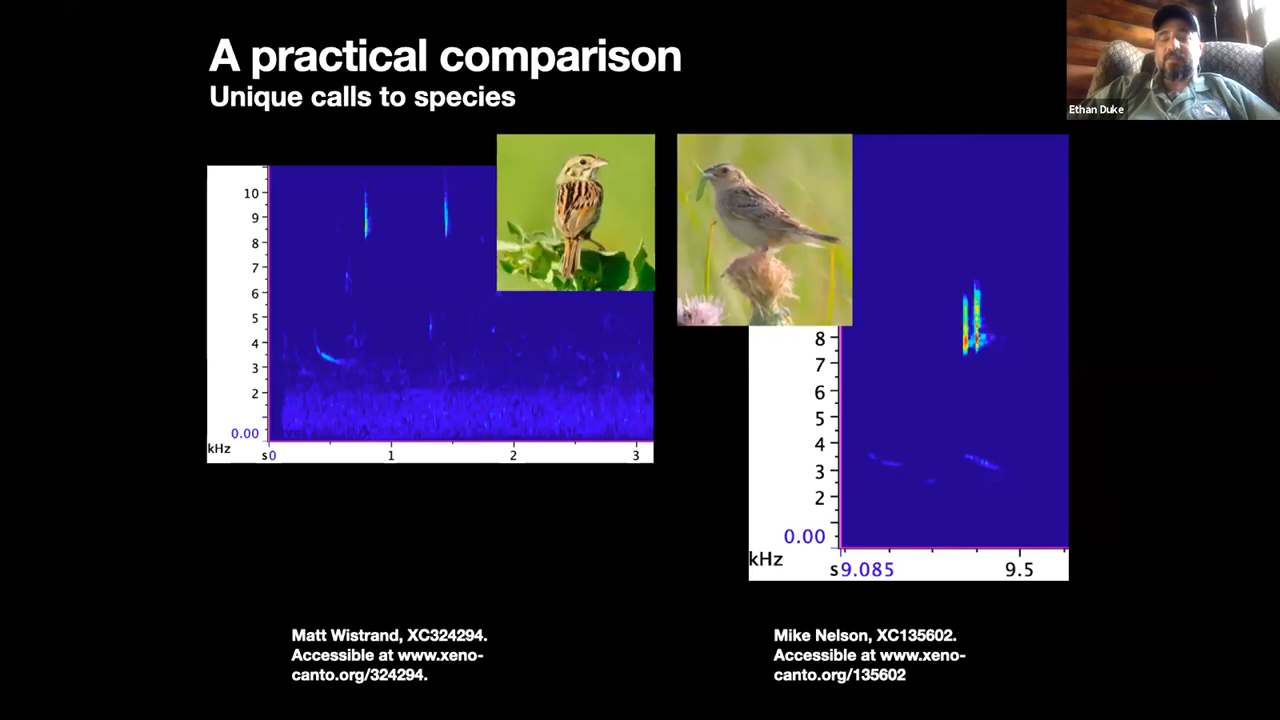 A practical comparison
Unique calls to species
Ethan Duke
10
9
8
7
6
5
4
3
2
0.00
kHz
s0 1 2 3
8
7
6
5
4
3
2
0.00
kHz
s9.085 9.5
Matt Wistrand, XC324294.
Accessible at www.xeno-
canto.org/324294.
Mike Nelson, XC135602.
Accessible at www.xeno-
canto.org/135602